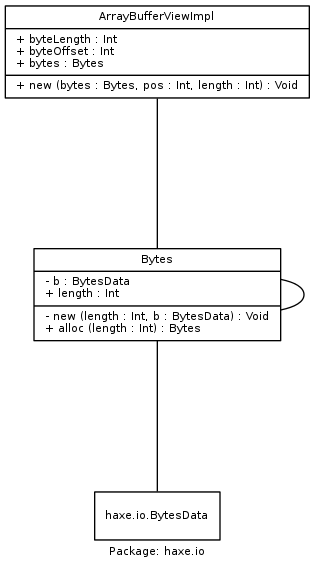 ArrayBufferViewImpl
+ byteLength : Int
+ byteOffset : Int
+ bytes : Bytes
+ new (bytes : Bytes, pos : Int, length : Int) : Void
Bytes
- b : BytesData
+ length : Int
- new (length : Int, b : BytesData) : Void
+ alloc (length : Int) : Bytes
haxe.io.BytesData
Package: haxe.io